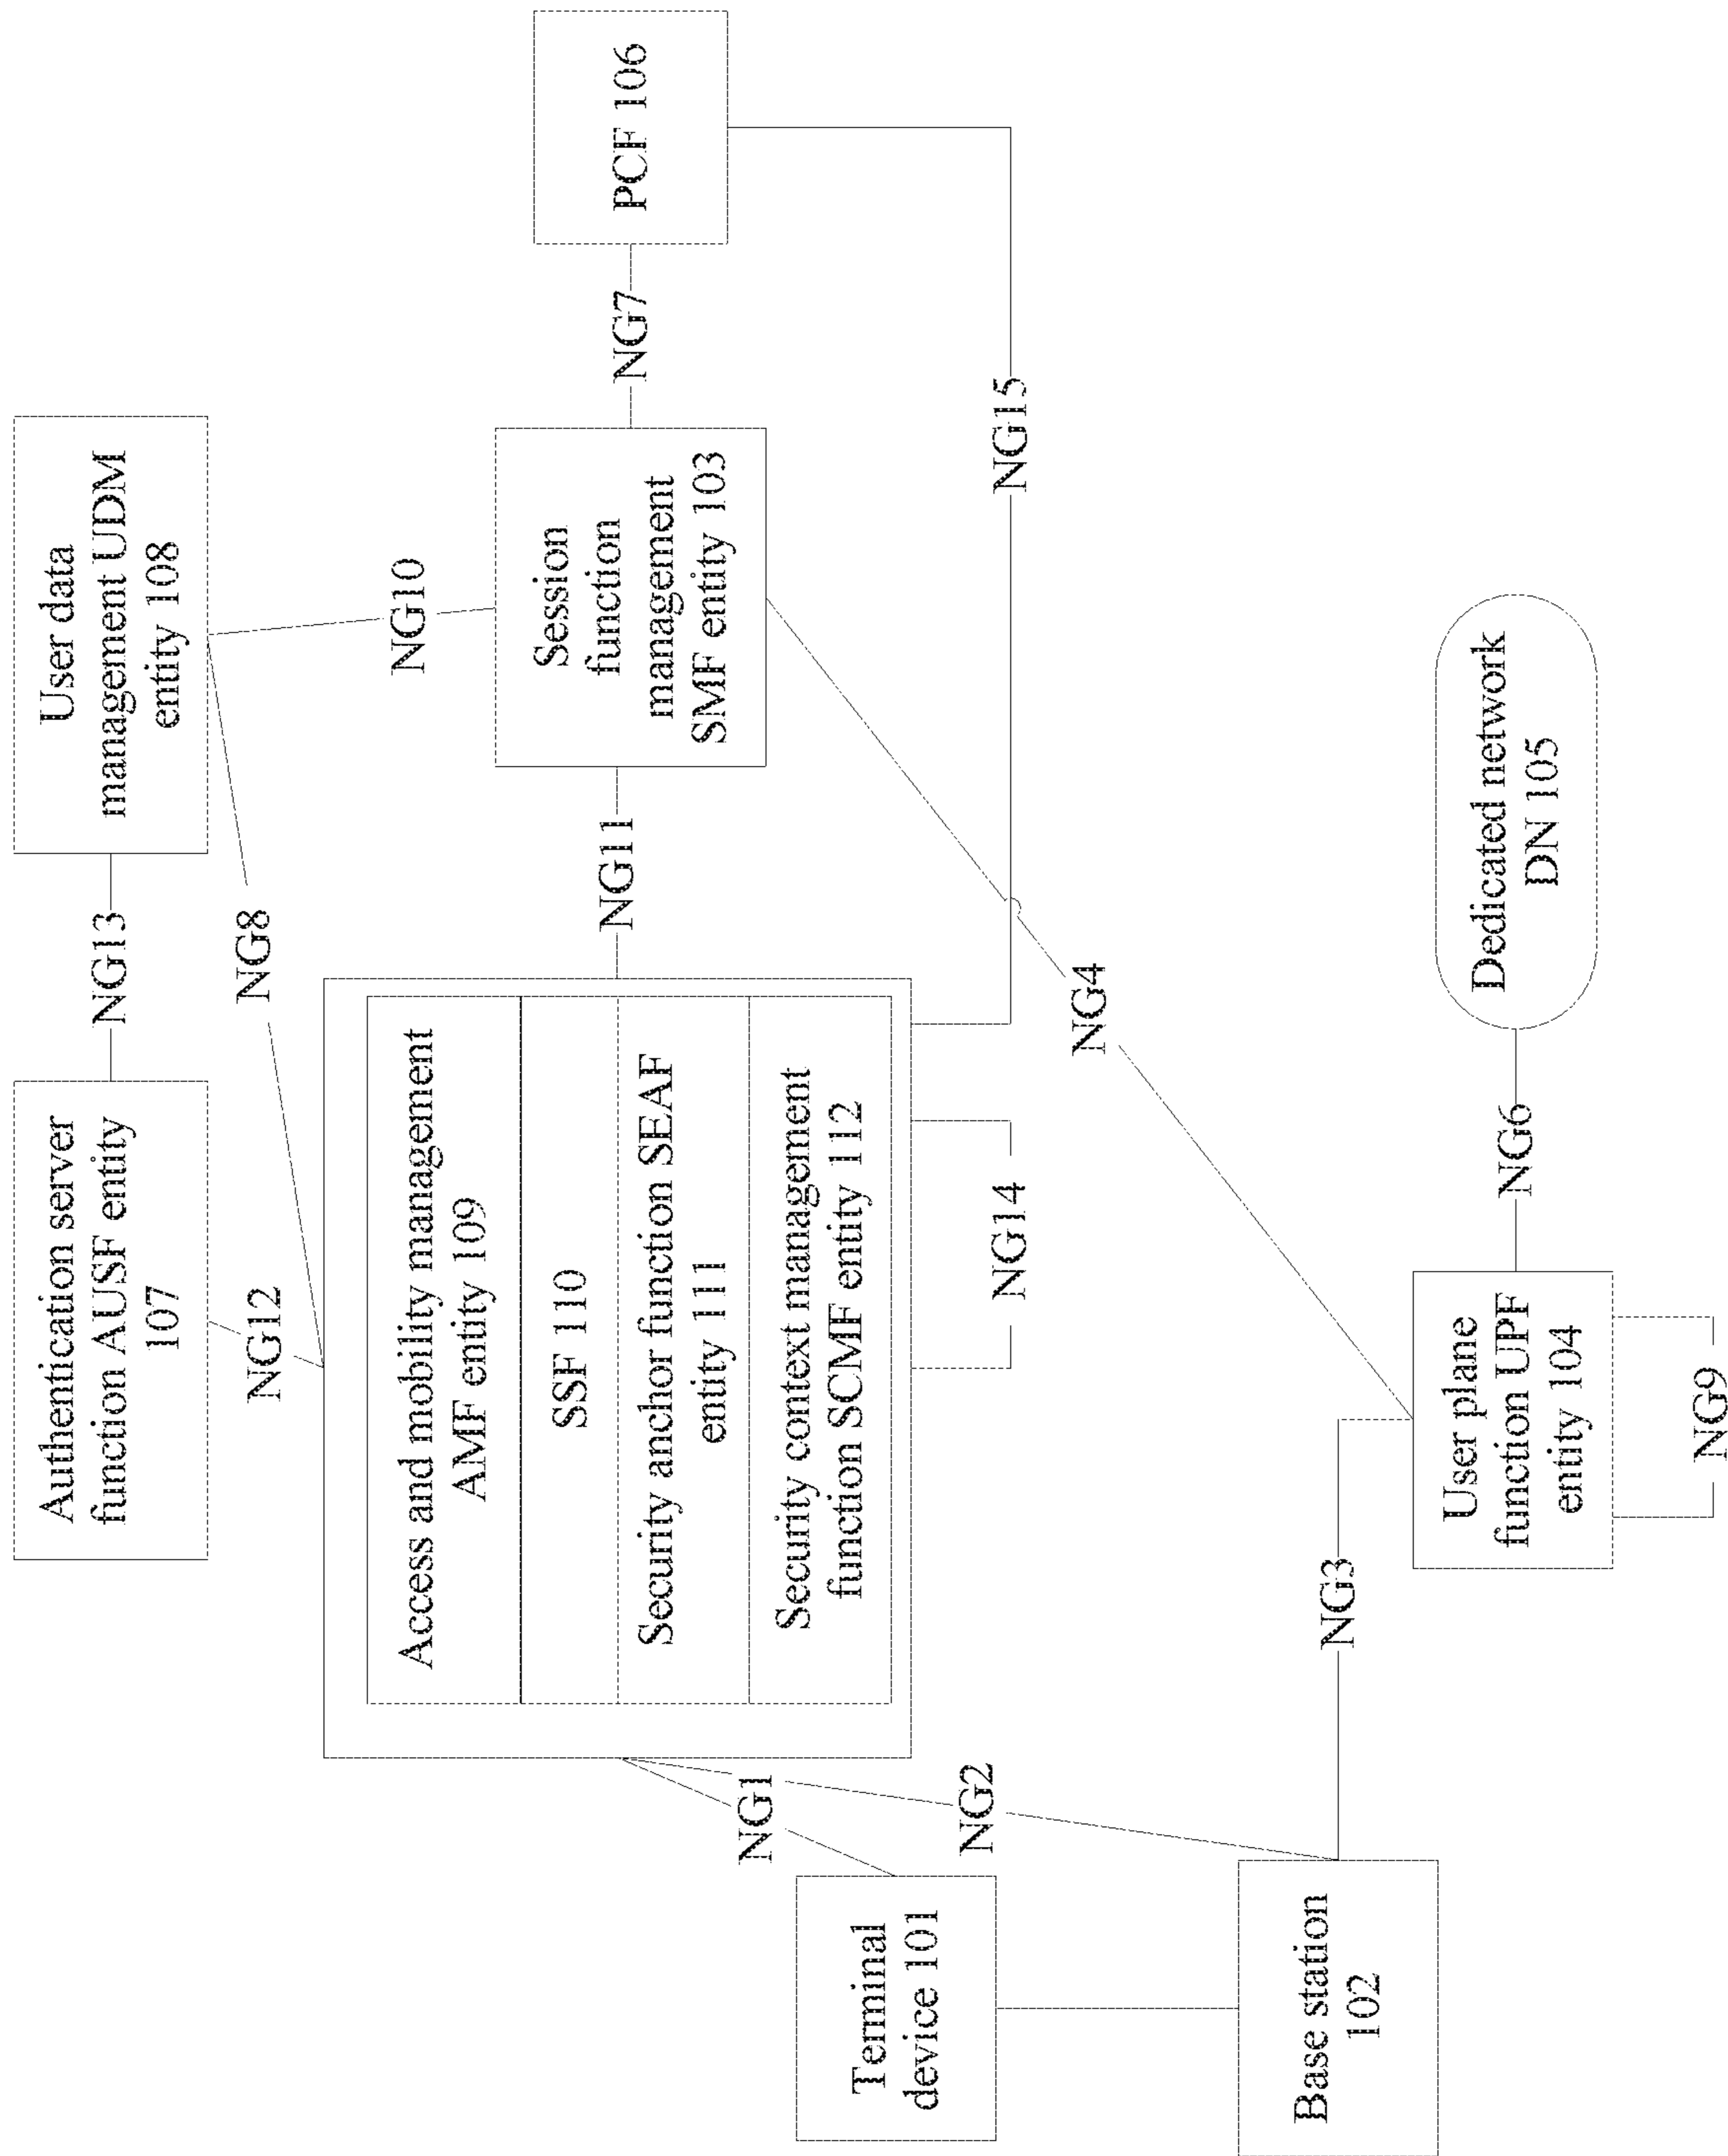 Authentication server
function AUSF entity
107
NG13
User data
management UDM
entity 108
NG12
NG8
NG10
Access and mobility management
AMF entity 109
SSF 110
Security anchor function SEAF
entity 111
Security context management
function SCMF entity 112
NG11
Session
function
management
SMF entity 103
NG7
PCF 106
NG1
NG2
NG14
NG15
Terminal
device 101
NG4
NG3
Base station
102
User plane
function UPF
entity 104
NG6
Dedicated network
DN 105
NG9